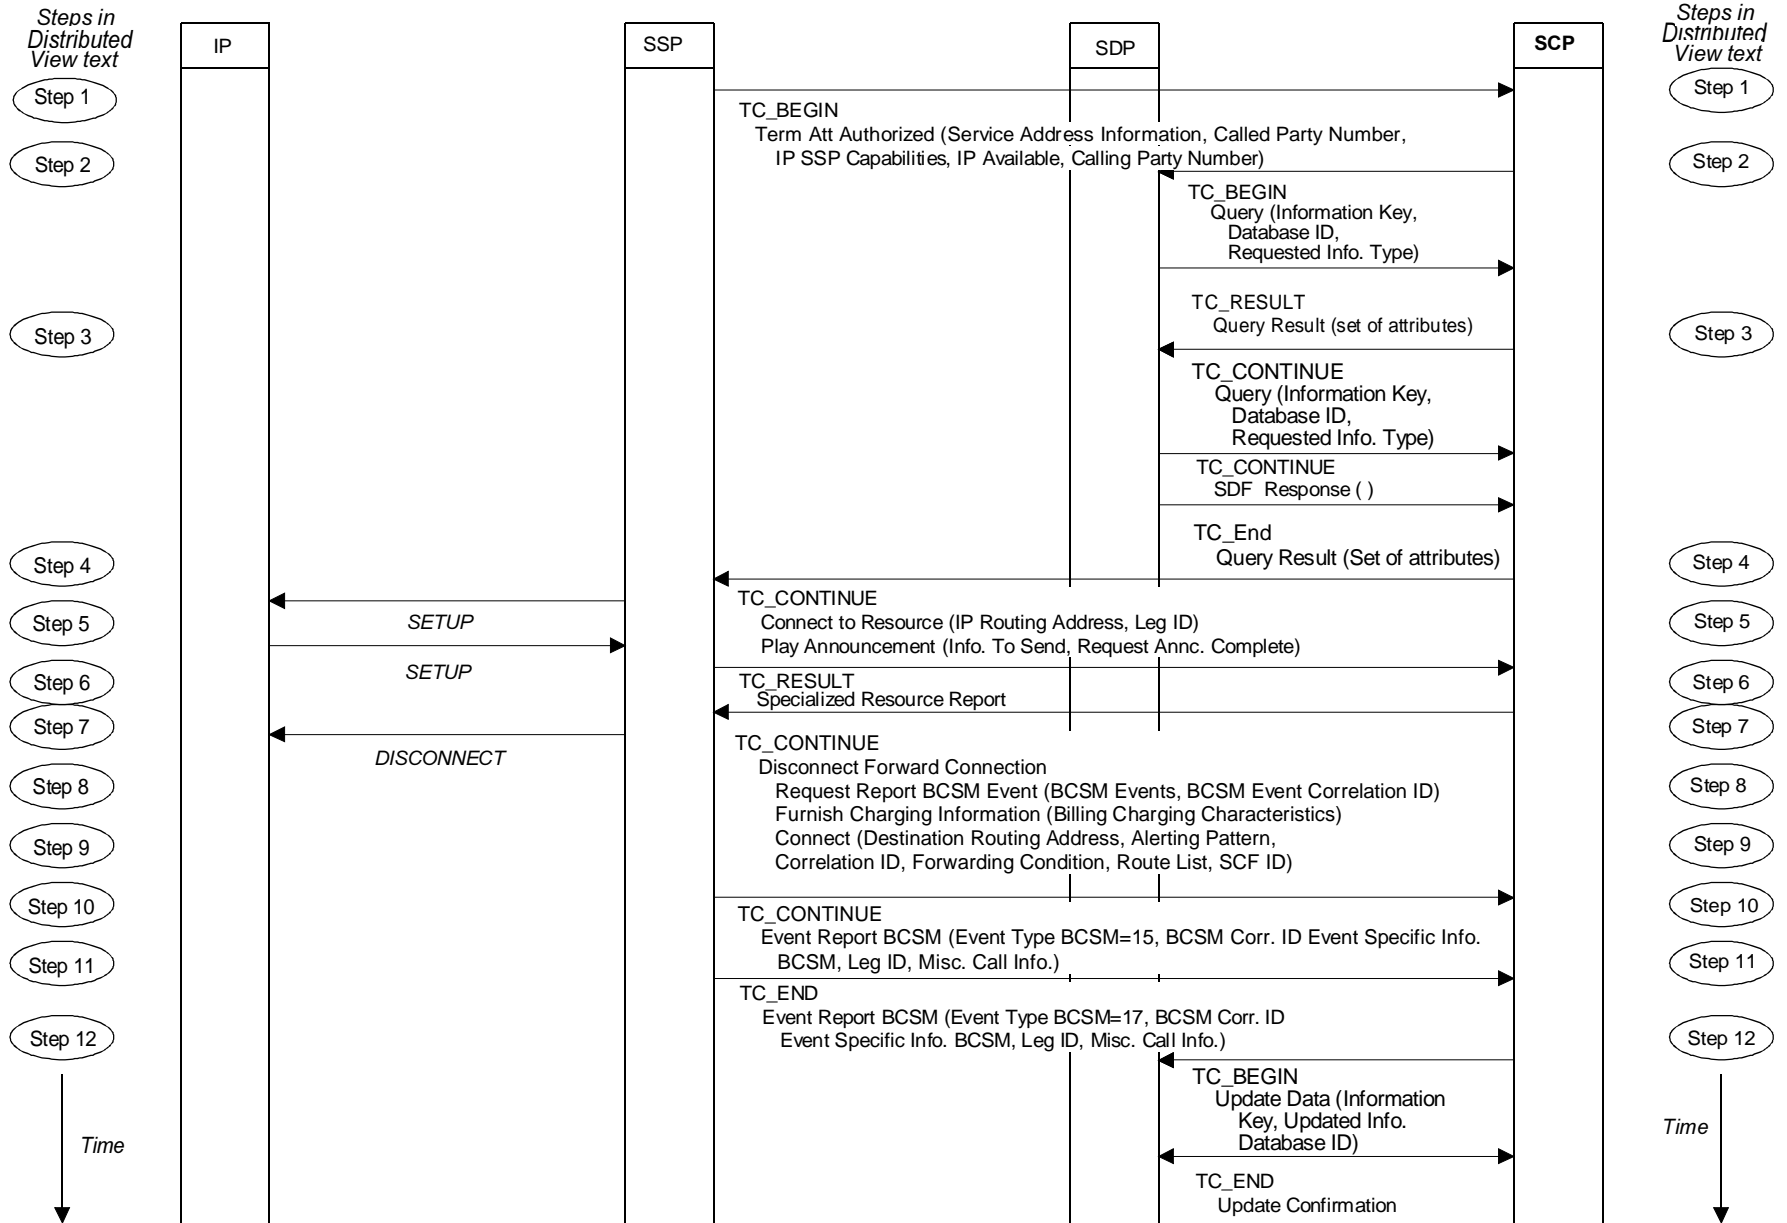 Steps in
Distributed
View text
IP
SSP
SDP
SCP
Steps in
Distributed
View text
Step 1
Step 1
TC_BEGIN
Term Att Authorized (Service Address Information, Called Party Number,
IP SSP Capabilities, IP Available, Calling Party Number)
Step 2
Step 2
TC_BEGIN
Query (Information Key,
Database ID,
Requested Info. Type)
TC_RESULT
Query Result (set of attributes)
Step 3
Step 3
TC_CONTINUE
Query (Information Key,
Database ID,
Requested Info. Type)
TC_CONTINUE
SDF Response ( )
TC_End
Query Result (Set of attributes)
Step 4
Step 4
TC_CONTINUE
Connect to Resource (IP Routing Address, Leg ID)
Play Announcement (Info. To Send, Request Annc. Complete)
Step 5
SETUP
Step 5
SETUP
Step 6
TC_RESULT
Specialized Resource Report
Step 6
Step 7
Step 7
DISCONNECT
TC_CONTINUE
Disconnect Forward Connection
Request Report BCSM Event (BCSM Events, BCSM Event Correlation ID)
Furnish Charging Information (Billing Charging Characteristics)
Connect (Destination Routing Address, Alerting Pattern,
Correlation ID, Forwarding Condition, Route List, SCF ID)
Step 8
Step 8
Step 9
Step 9
Step 10
Step 10
TC_CONTINUE
Event Report BCSM (Event Type BCSM=15, BCSM Corr. ID Event Specific Info.
BCSM, Leg ID, Misc. Call Info.)
Step 11
Step 11
TC_END
Event Report BCSM (Event Type BCSM=17, BCSM Corr. ID
Event Specific Info. BCSM, Leg ID, Misc. Call Info.)
Step 12
Step 12
TC_BEGIN
Update Data (Information
Key, Updated Info.
Database ID)
Time
Time
TC_END
Update Confirmation